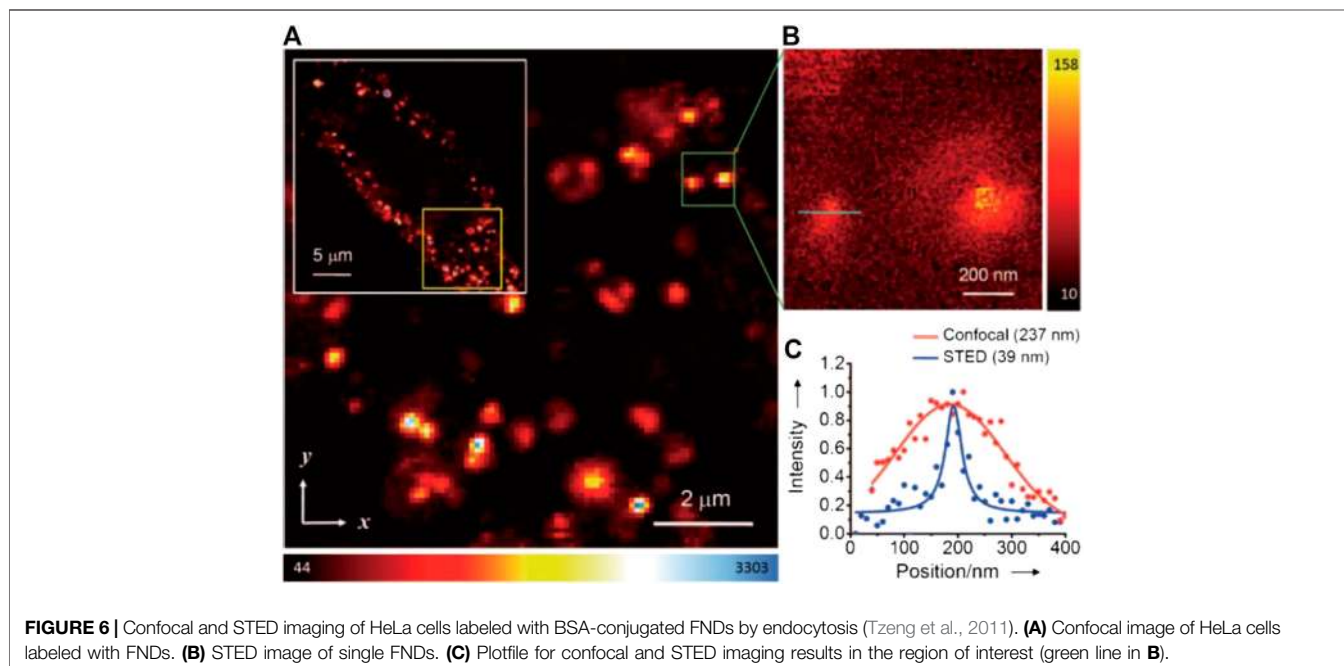 A
5 μm
y
x
2 μm
44
3303
B
158
10
200 nm
Confocal (237 nm)
STED (39 nm)
C
1.2
1.0
0.8
0.6
0.4
0.2
0.0
Intensity
0
100
200
300
400
Position/nm
FIGURE 6 | Confocal and STED imaging of HeLa cells labeled with BSA-conjugated FNDs by endocytosis (Tzeng et al., 2011). (A) Confocal image of HeLa cells
labeled with FNDs. (B) STED image of single FNDs. (C) Plotfile for confocal and STED imaging results in the region of interest (green line in B).